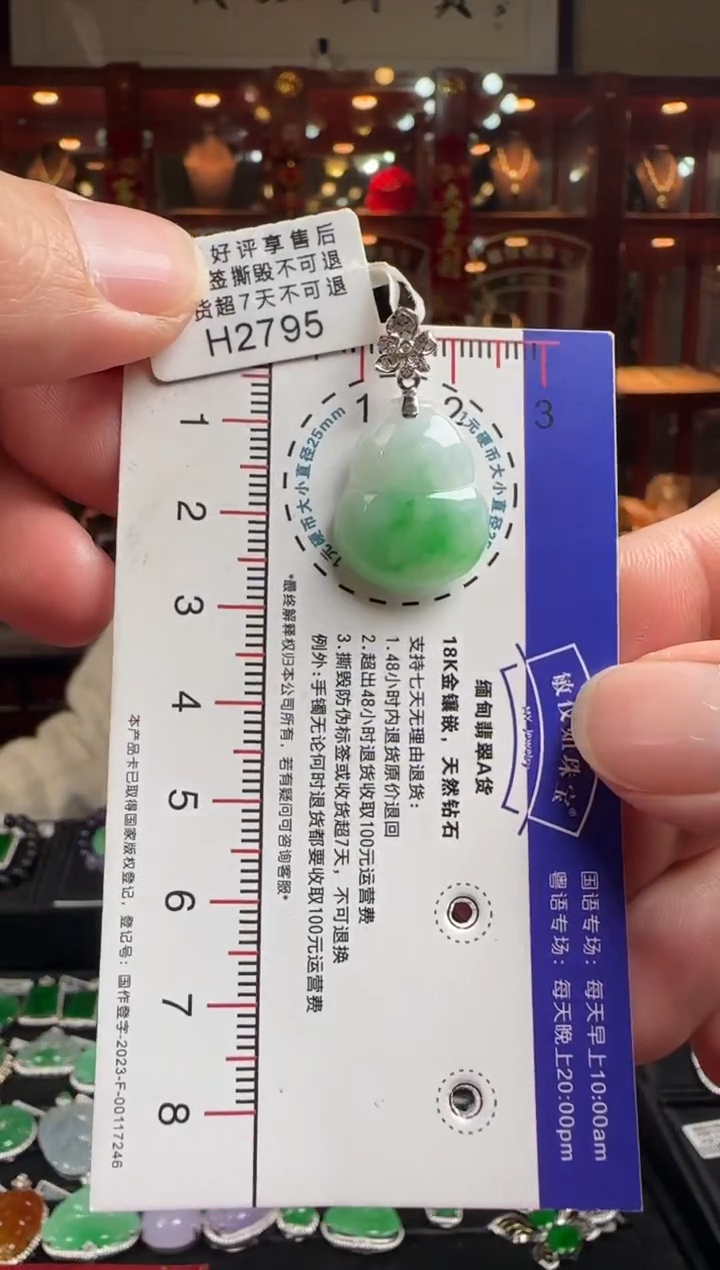 好评享售后
签撕毁不可退
货超7天不可退
H2795
1
2
3
1
2
3
4
5
6
7
8
1元硬币大小直径25mm
1元硬币大小直径
缅甸翡翠A货
18K金镶嵌，天然钻石
支持七天无理由退货：
1.48小时内退货原价退回
2.超出48小时退货收取100元运营费
3.撕毁防伪标签或收货超7天，不可退换
例外：手镯无论何时退货都要收取100元运营费
*最终解释权归本公司所有，若有疑问可咨询客服*
本产品卡已取得国家版权登记，登记号：国作登字-2023-F-00117246
MY Jewelry
珠宝®
国语专场：每天早上10:00am
粤语专场：每天晚上20:00pm